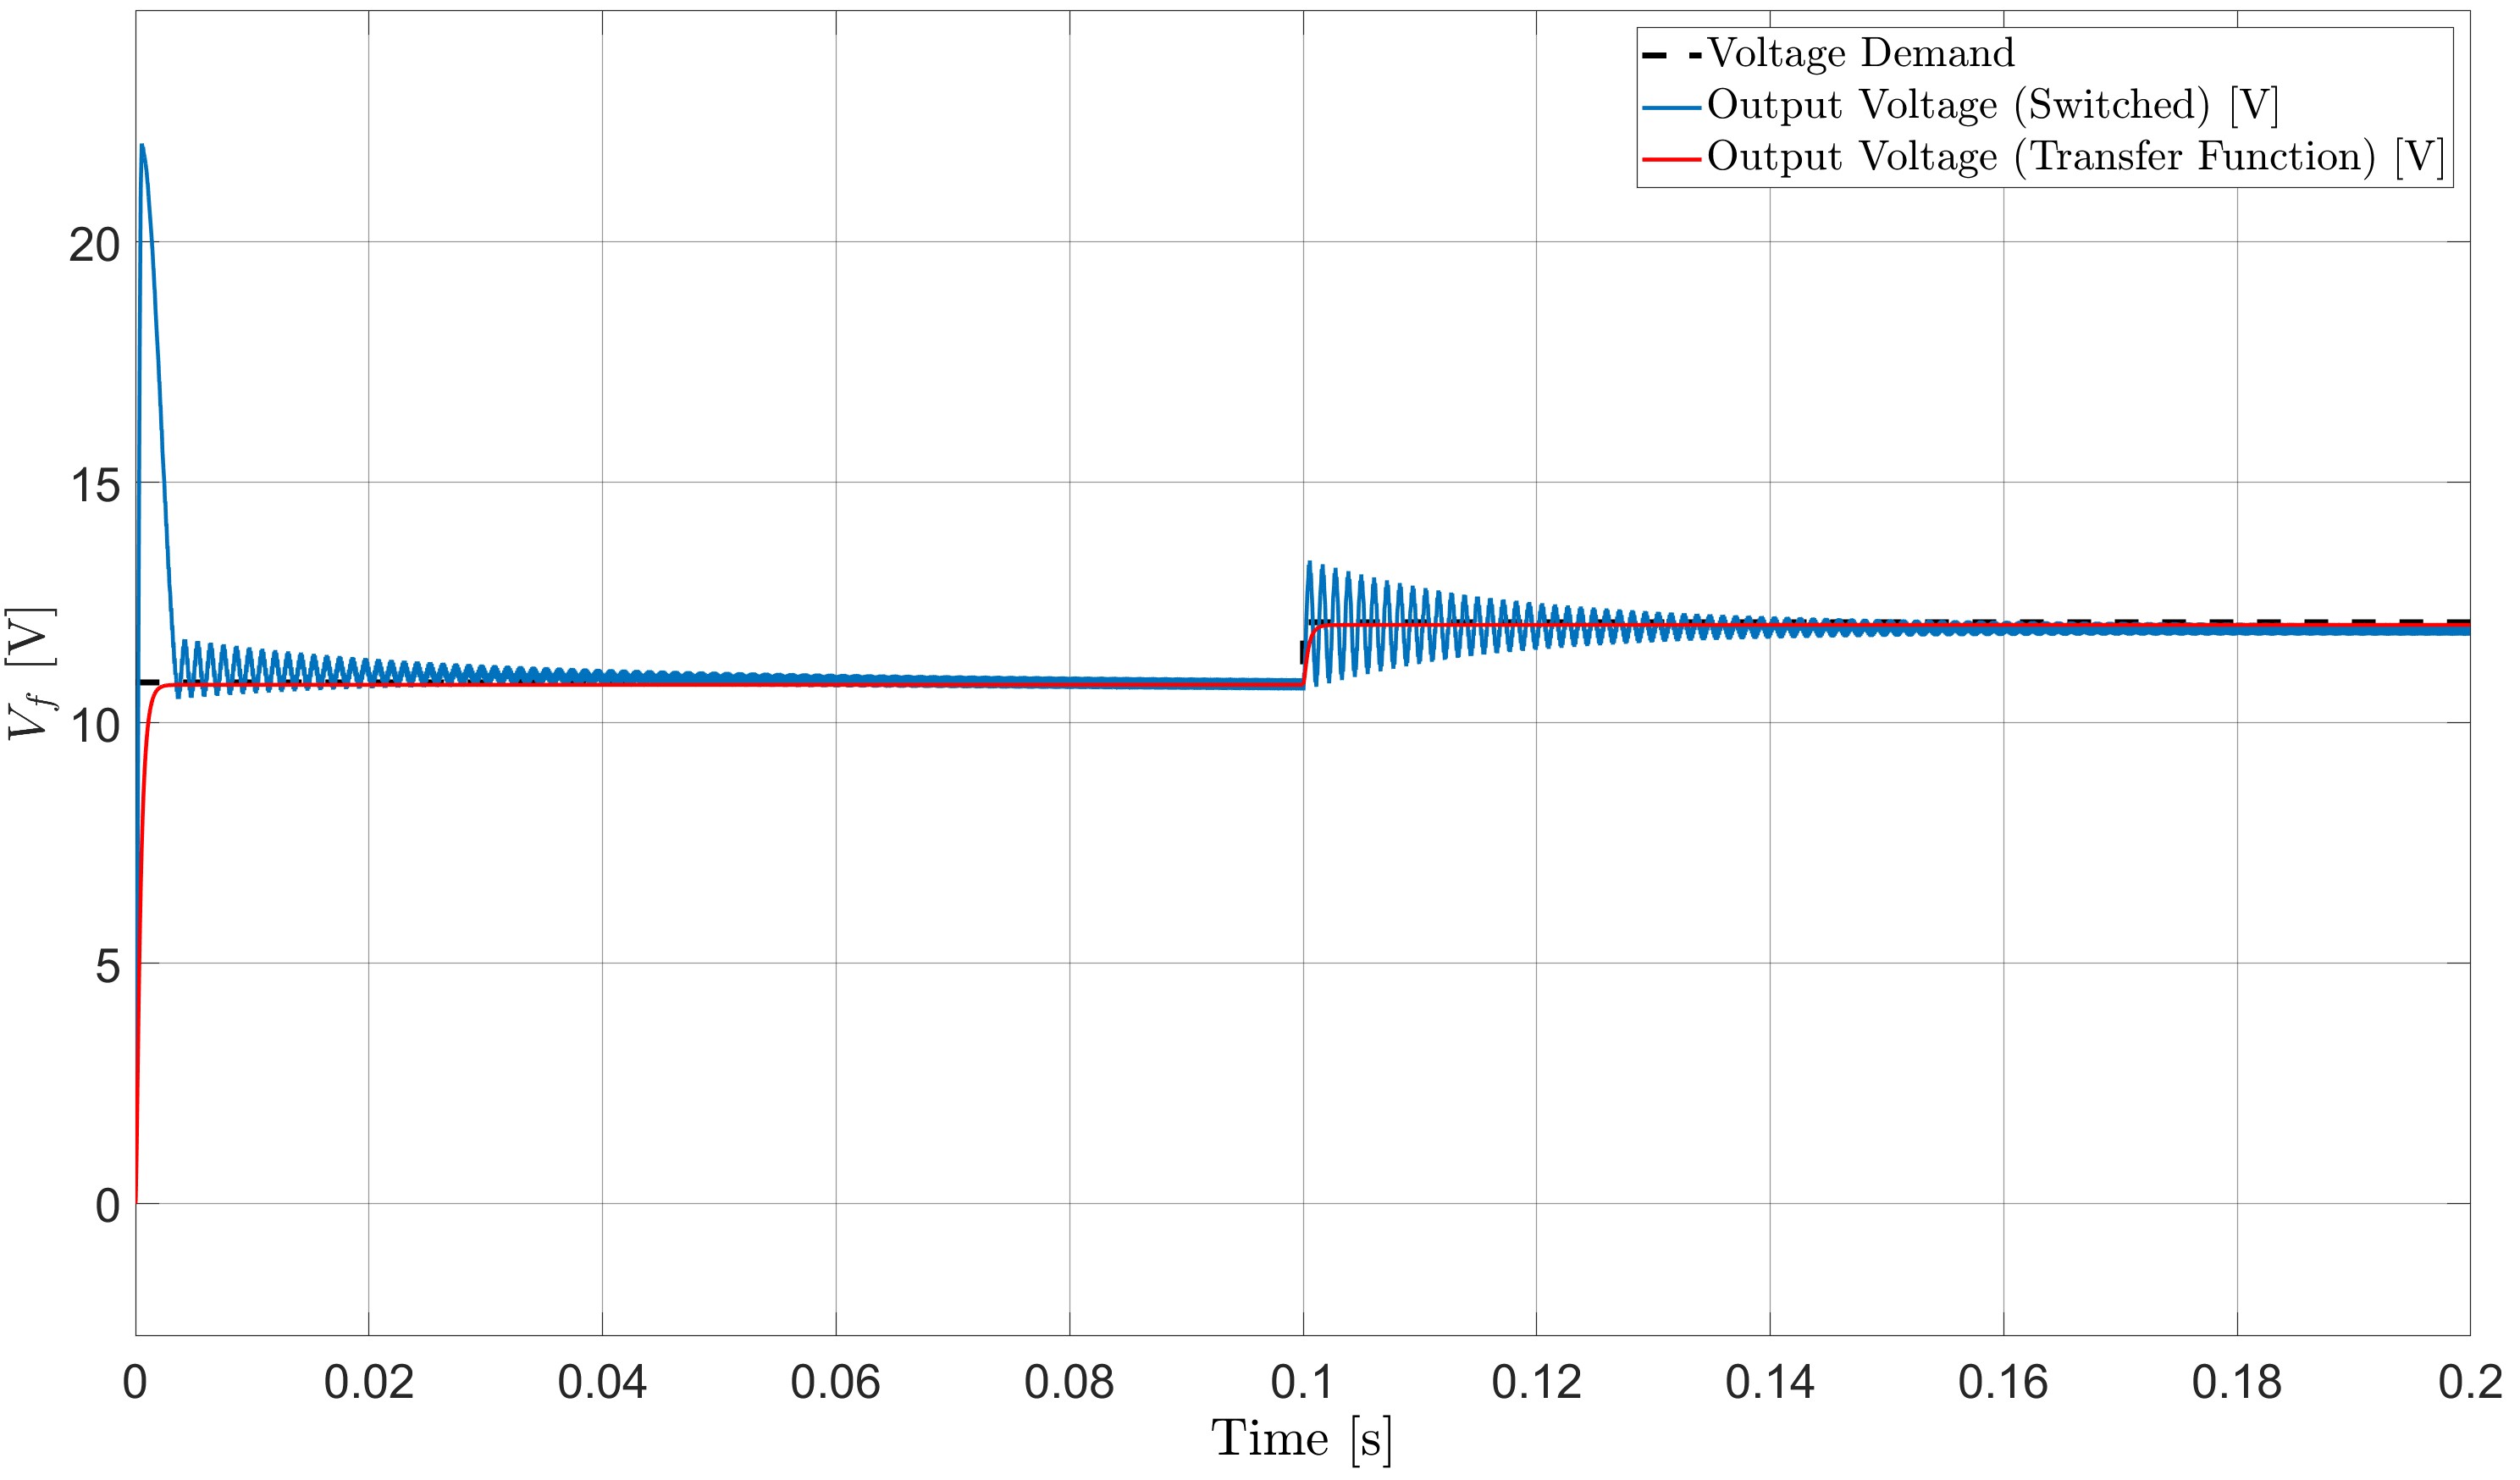 Voltage Demand
Output Voltage (Switched) [V]
Output Voltage (Transfer Function) [V]
20
15
10
5
0
V_f [V]
0 0.02 0.04 0.06 0.08 0.1 0.12 0.14 0.16 0.18 0.2
Time [s]